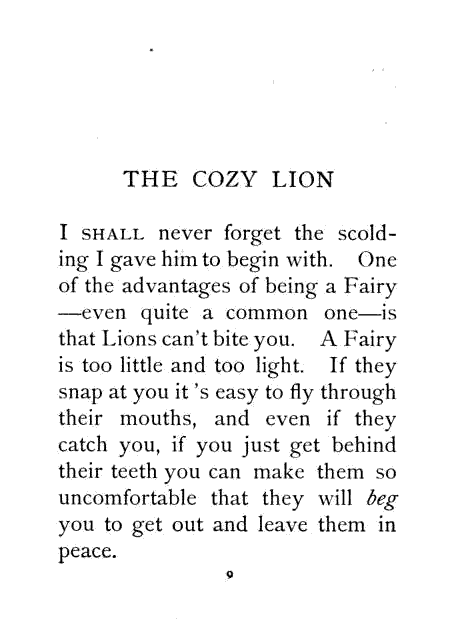 THE COZY LION
I SHALL never forget the scold-
ing I gave him to begin with. One
of the advantages of being a Fairy
—even quite a common one—is
that Lions can't bite you. A Fairy
is too little and too light. If they
snap at you it 's easy to fly through
their mouths, and even if they
catch you, if you just get behind
their teeth you can make them so
uncomfortable that they will beg
you to get out and leave them in
peace.
9